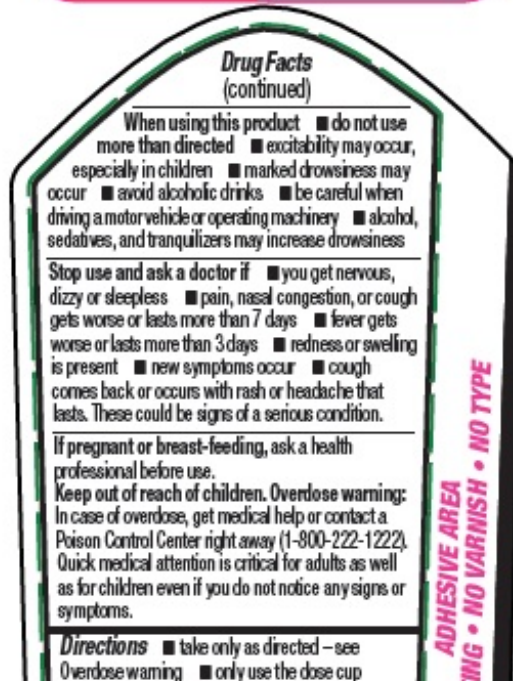 Drug Facts
(continued)
When using this product ■ do not use
more than directed ■ excitability may occur,
especially in children ■ marked drowsiness may
occur ■ avoid alcoholic drinks ■ be careful when
driving a motor vehicle or operating machinery ■ alcohol,
sedatives, and tranquilizers may increase drowsiness
Stop use and ask a doctor if ■ you get nervous,
dizzy or sleepless ■ pain, nasal congestion, or cough
gets worse or lasts more than 7 days ■ fever gets
worse or lasts more than 3 days ■ redness or swelling
is present ■ new symptoms occur ■ cough
comes back or occurs with rash or headache that
lasts. These could be signs of a serious condition.
If pregnant or breast-feeding, ask a health
professional before use.
Keep out of reach of children. Overdose warning:
In case of overdose, get medical help or contact a
Poison Control Center right away (1-800-222-1222).
Quick medical attention is critical for adults as well
as for children even if you do not notice any signs or
symptoms.
Directions ■ take only as directed – see
Overdose warning ■ only use the dose cup
ADHESIVE AREA
ING • NO VARNISH • NO TYPE